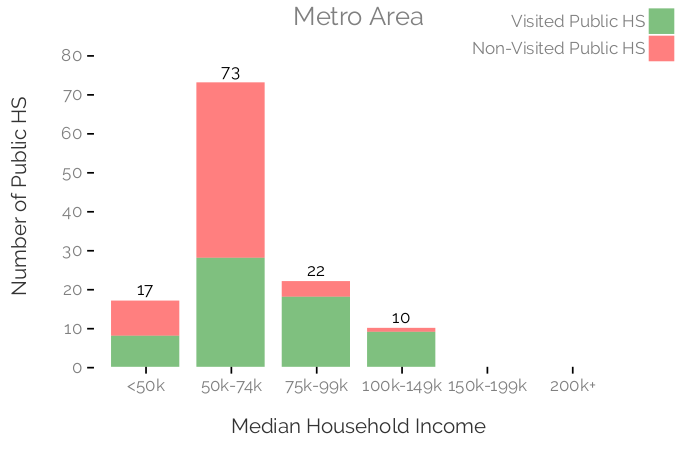 Metro Area
Visited Public HS
Non-Visited Public HS
Number of Public HS
80
70
60
50
40
30
20
10
0
17
73
22
10
<50k
50k-74k
75k-99k
100k-149k
150k-199k
200k+
Median Household Income